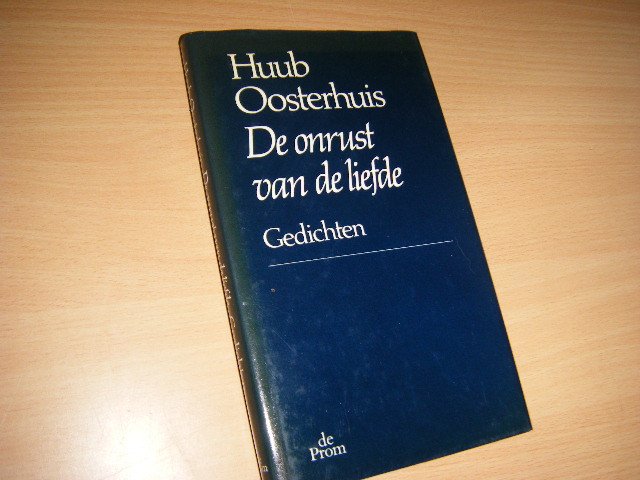 Huub
Oosterhuis
De onrust
van de liefde
Gedichten
de
Prom